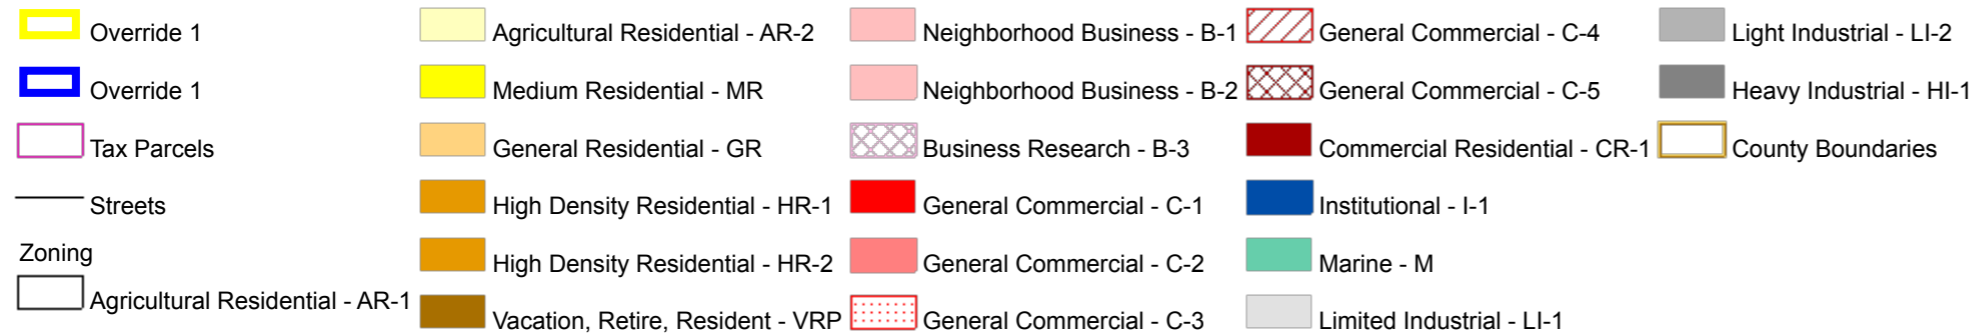 Override 1
Override 1
Tax Parcels
Streets
Zoning
Agricultural Residential - AR-1
Agricultural Residential - AR-2
Medium Residential - MR
General Residential - GR
High Density Residential - HR-1
High Density Residential - HR-2
Vacation, Retire, Resident - VRP
Neighborhood Business - B-1
Neighborhood Business - B-2
Business Research - B-3
General Commercial - C-1
General Commercial - C-2
General Commercial - C-3
General Commercial - C-4
General Commercial - C-5
Commercial Residential - CR-1
Institutional - I-1
Marine - M
Limited Industrial - LI-1
Light Industrial - LI-2
Heavy Industrial - HI-1
County Boundaries